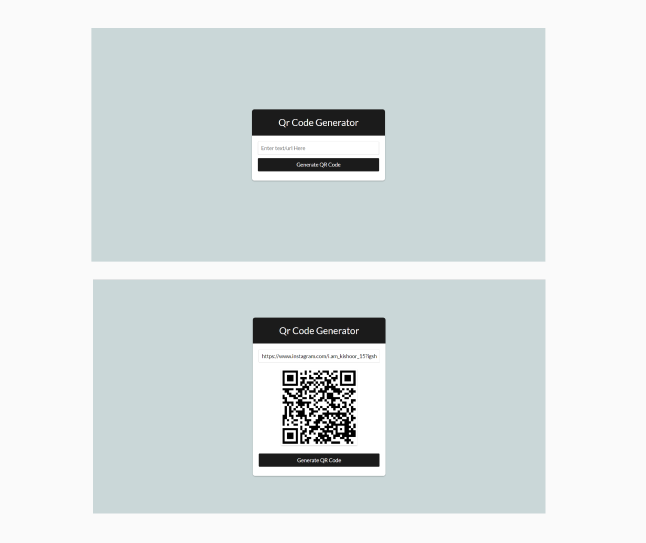 Qr Code Generator
Enter text/url Here
Generate QR Code
Qr Code Generator
https://www.instagram.com/i.am_kishoor_15?igsh
Generate QR Code